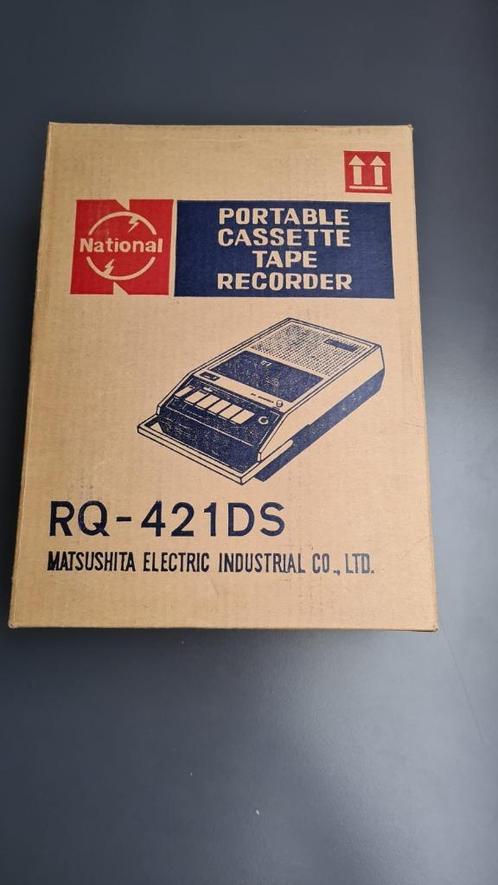 National
PORTABLE
CASSETTE
TAPE
RECORDER
RQ-421DS
MATSUSHITA ELECTRIC INDUSTRIAL CO., LTD.